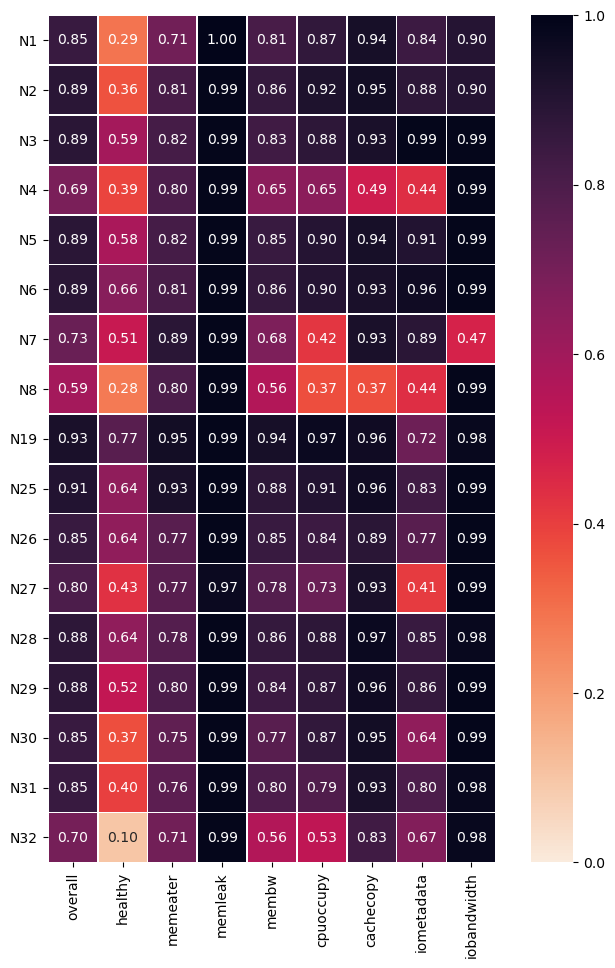 N1 0.85 0.29 0.71 1.00 0.81 0.87 0.94 0.84 0.90
N2 0.89 0.36 0.81 0.99 0.86 0.92 0.95 0.88 0.90
N3 0.89 0.59 0.82 0.99 0.83 0.88 0.93 0.99 0.99
N4 0.69 0.39 0.80 0.99 0.65 0.65 0.49 0.44 0.99
N5 0.89 0.58 0.82 0.99 0.85 0.90 0.94 0.91 0.99
N6 0.89 0.66 0.81 0.99 0.86 0.90 0.93 0.96 0.99
N7 0.73 0.51 0.89 0.99 0.68 0.42 0.93 0.89 0.47
N8 0.59 0.28 0.80 0.99 0.56 0.37 0.37 0.44 0.99
N19 0.93 0.77 0.95 0.99 0.94 0.97 0.96 0.72 0.98
N25 0.91 0.64 0.93 0.99 0.88 0.91 0.96 0.83 0.99
N26 0.85 0.64 0.77 0.99 0.85 0.84 0.89 0.77 0.99
N27 0.80 0.43 0.77 0.97 0.78 0.73 0.93 0.41 0.99
N28 0.88 0.64 0.78 0.99 0.86 0.88 0.97 0.85 0.98
N29 0.88 0.52 0.80 0.99 0.84 0.87 0.96 0.86 0.99
N30 0.85 0.37 0.75 0.99 0.77 0.87 0.95 0.64 0.99
N31 0.85 0.40 0.76 0.99 0.80 0.79 0.93 0.80 0.98
N32 0.70 0.10 0.71 0.99 0.56 0.53 0.83 0.67 0.98
overall healthy memeater memleak membw cpuoccupy cachecopy iometadata iobandwidth
1.0
0.8
0.6
0.4
0.2
0.0